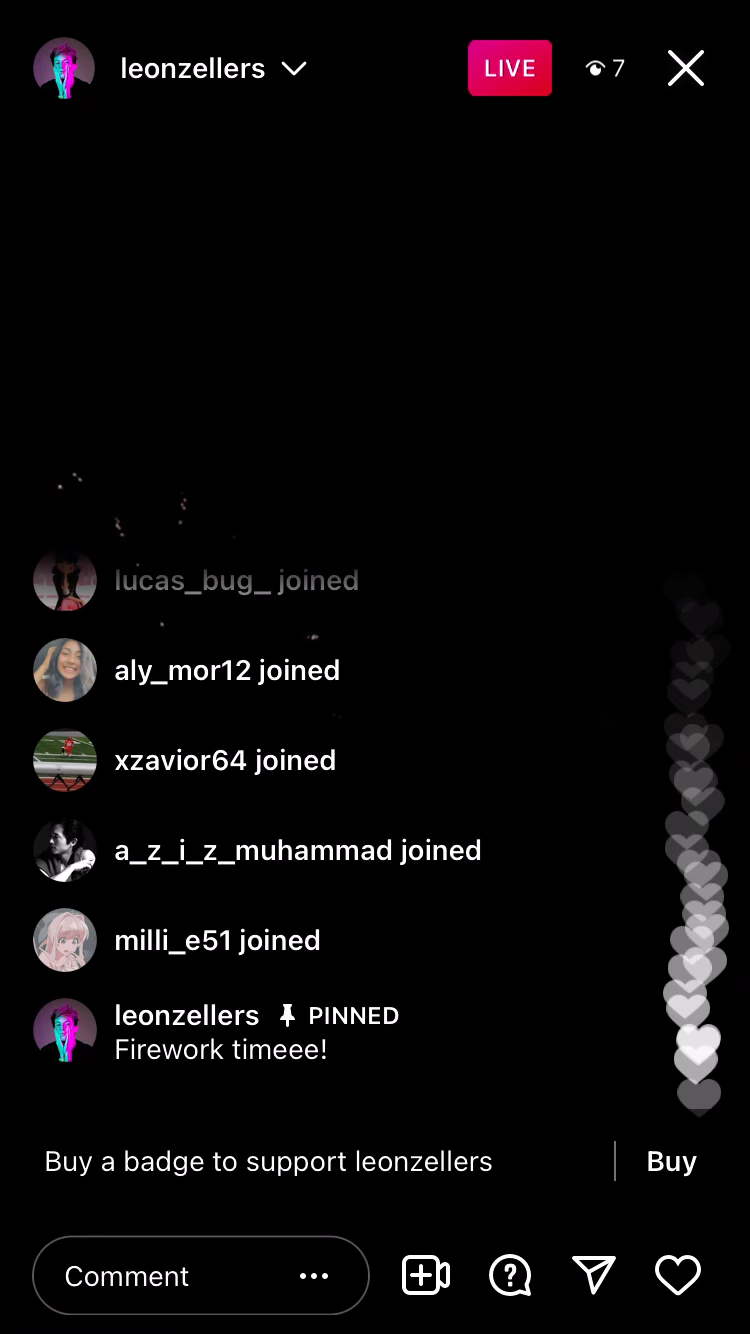 leonzellers
LIVE
7
lucas_bug_ joined
aly_mor12 joined
xzavior64 joined
a_z_i_z_muhammad joined
milli_e51 joined
leonzellers PINNED
Firework timeee!
Buy a badge to support leonzellers
Buy
Comment